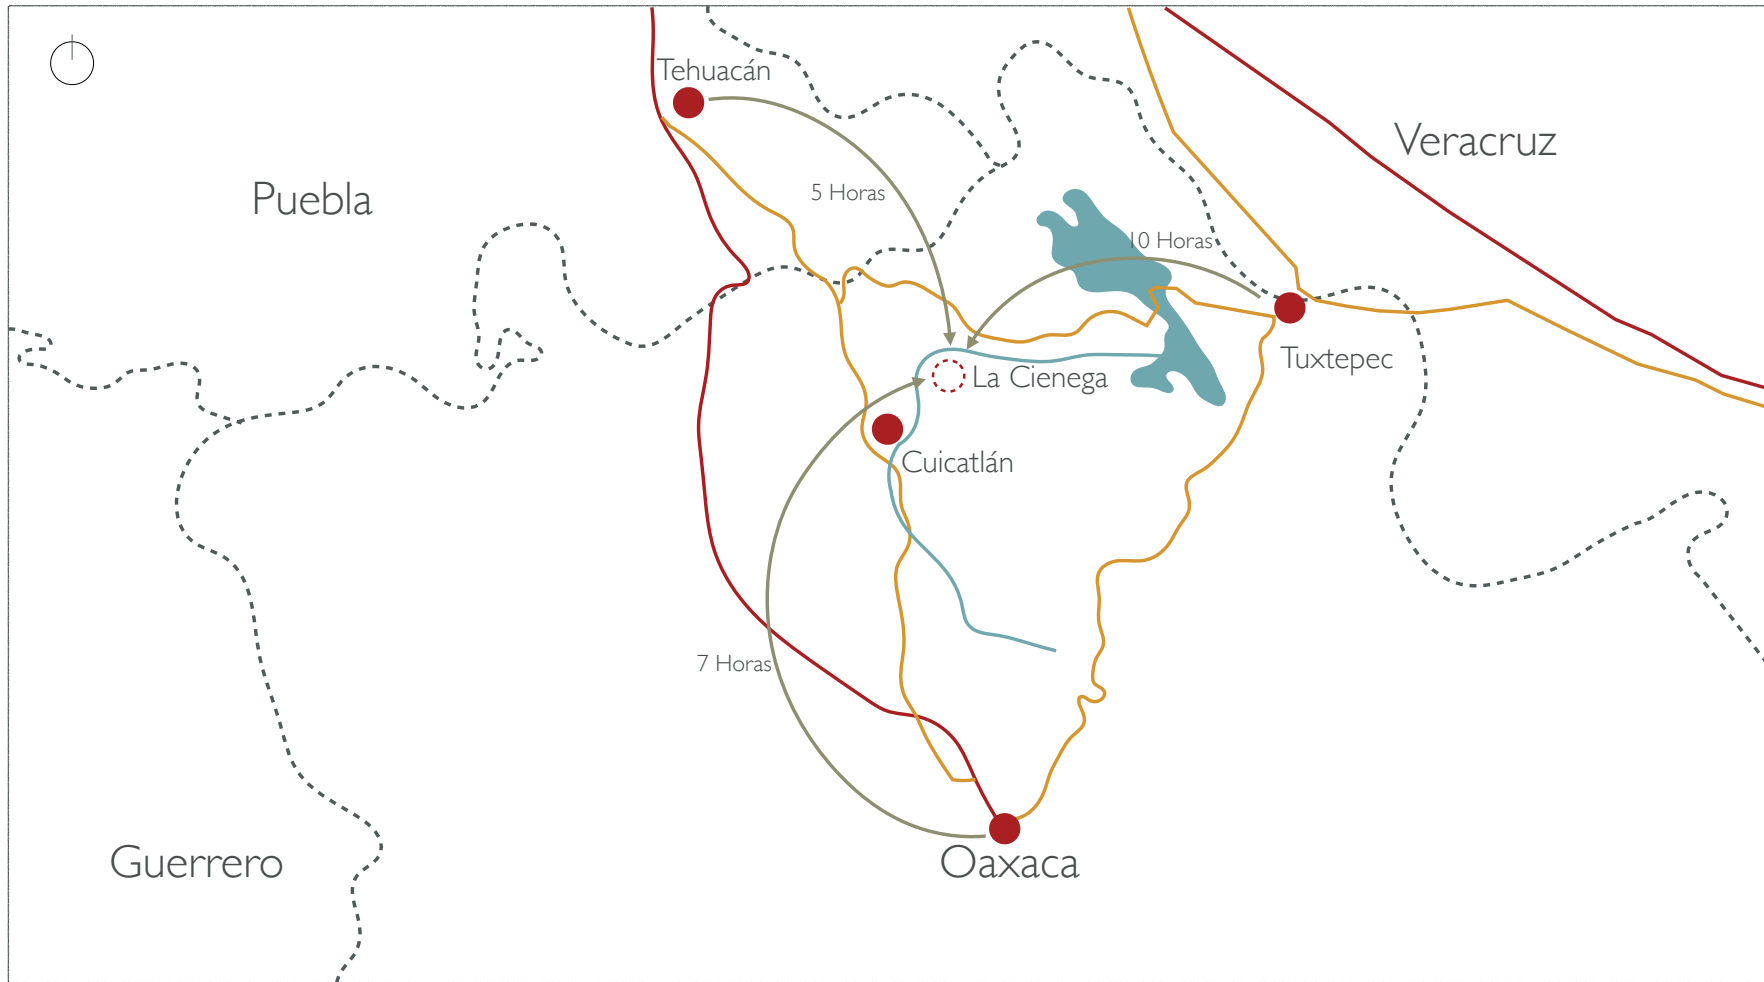 Tehuacán
Veracruz
Puebla
5 Horas
10 Horas
Tuxtepec
La Cienega
Cuicatlán
7 Horas
Guerrero
Oaxaca